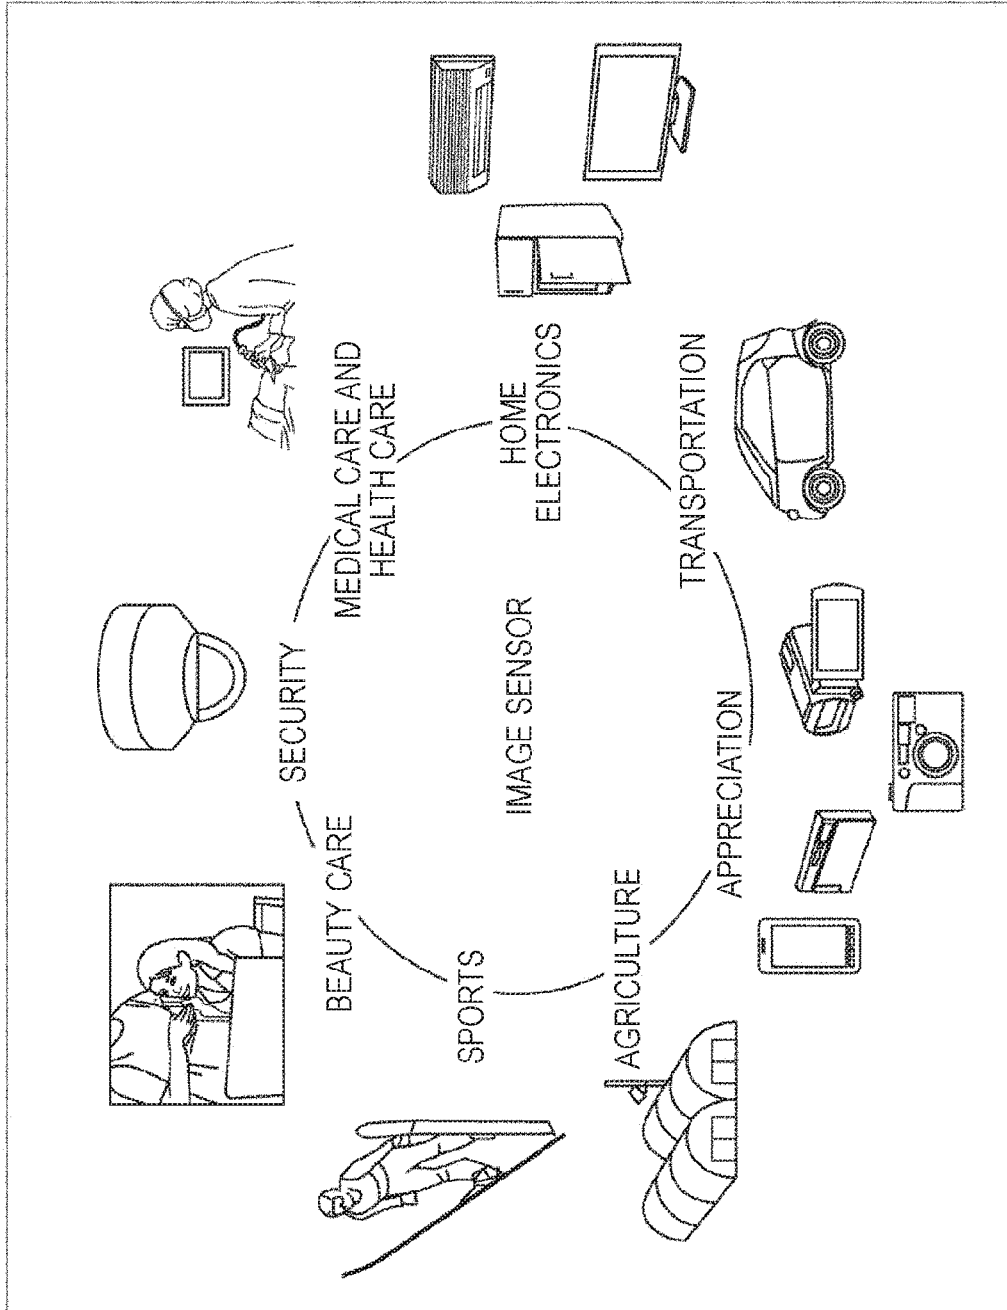 SECURITY
BEAUTY CARE
MEDICAL CARE AND
HEALTH CARE
SPORTS
IMAGE SENSOR
HOME
ELECTRONICS
AGRICULTURE
TRANSPORTATION
APPRECIATION